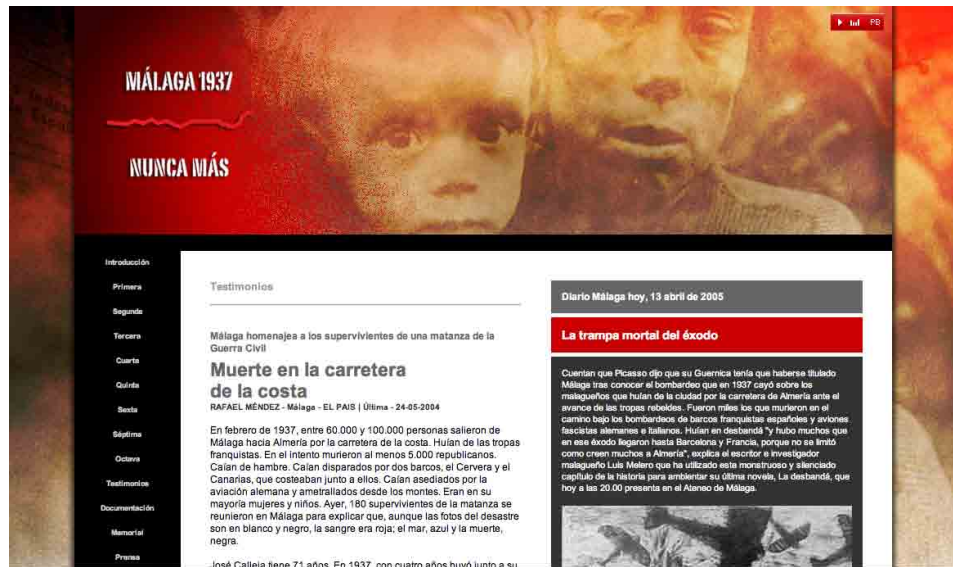 PB
MÁLAGA 1937
NUNCA MÁS
Introducción
Primera
Segunda
Tercera
Cuarta
Quinta
Sexta
Séptima
Octava
Testimonios
Documentación
Memorial
Prensa
Testimonios
Málaga homenajea a los supervivientes de una matanza de la
Guerra Civil
Muerte en la carretera
de la costa
RAFAEL MÉNDEZ - Málaga - EL PAIS | Última - 24-05-2004
En febrero de 1937, entre 60.000 y 100.000 personas salieron de
Málaga hacia Almería por la carretera de la costa. Huían de las tropas
franquistas. En el intento murieron al menos 5.000 republicanos.
Caían de hambre. Caían disparados por dos barcos, el Cervera y el
Canarias, que costeaban junto a ellos. Caían asediados por la
aviación alemana y ametrallados desde los montes. Eran en su
mayoría mujeres y niños. Ayer, 180 supervivientes de la matanza se
reunieron en Málaga para explicar que, aunque las fotos del desastre
son en blanco y negro, la sangre era roja; el mar, azul y la muerte,
negra.
José Calleja tiene 71 años. En 1937, con cuatro años huyó junto a su
Diario Málaga hoy, 13 abril de 2005
La trampa mortal del éxodo
Cuentan que Picasso dijo que su Guernica tenía que haberse titulado
Málaga tras conocer el bombardeo que en 1937 cayó sobre los
malagueños que huían de la ciudad por la carretera de Almería ante el
avance de las tropas rebeldes. Fueron miles los que murieron en el
camino bajo los bombardeos de barcos franquistas españoles y aviones
fascistas alemanes e italianos. Huían en desbandá "y hubo muchos que
en ese éxodo llegaron hasta Barcelona y Francia, porque no se limitó
como creen muchos a Almería", explica el escritor e investigador
malagueño Luis Melero que ha utilizado este monstruoso y silenciado
capítulo de la historia para ambientar su última novela, La desbandá, que
hoy a las 20.00 presenta en el Ateneo de Málaga.